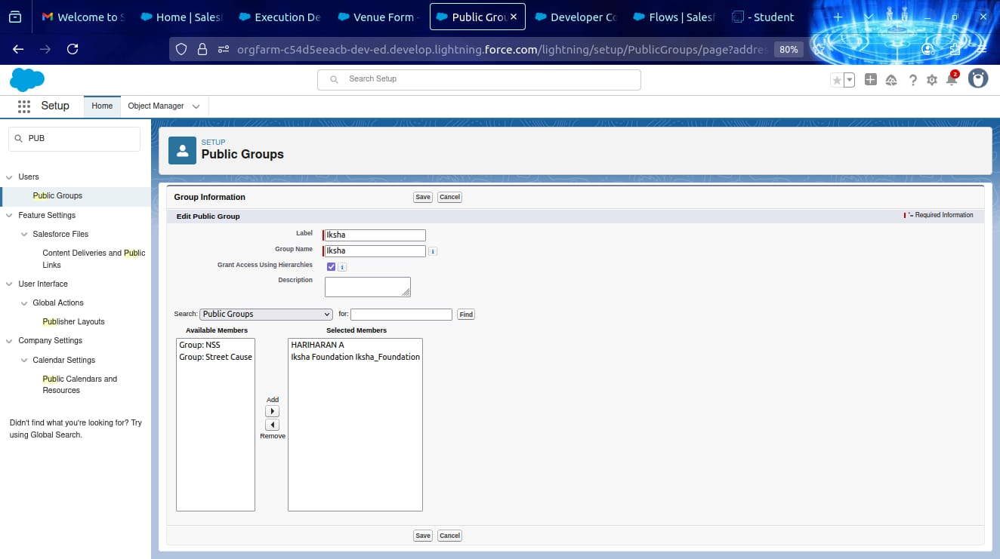 Welcome to S
Home | Salesf
Execution De
Venue Form -
Public Grou
Developer Co
Flows | Salesf
- Student
orgfarm-c54d5eeacb-dev-ed.develop.lightning.force.com/lightning/setup/PublicGroups/page?addres
80%
Search Setup
2
Setup
Home
Object Manager
PUB
Users
Public Groups
Feature Settings
Salesforce Files
Content Deliveries and Public
Links
User Interface
Global Actions
Publisher Layouts
Company Settings
Calendar Settings
Public Calendars and
Resources
Didn't find what you're looking for? Try
using Global Search.
SETUP
Public Groups
Group Information
Save
Cancel
Edit Public Group
= Required Information
Label
Iksha
Group Name
Iksha
i
Grant Access Using Hierarchies
i
Description
Search: Public Groups for: Find
Available Members
Selected Members
Group: NSS
Group: Street Cause
Add
Remove
HARIHARAN A
Iksha Foundation Iksha_Foundation
Save
Cancel